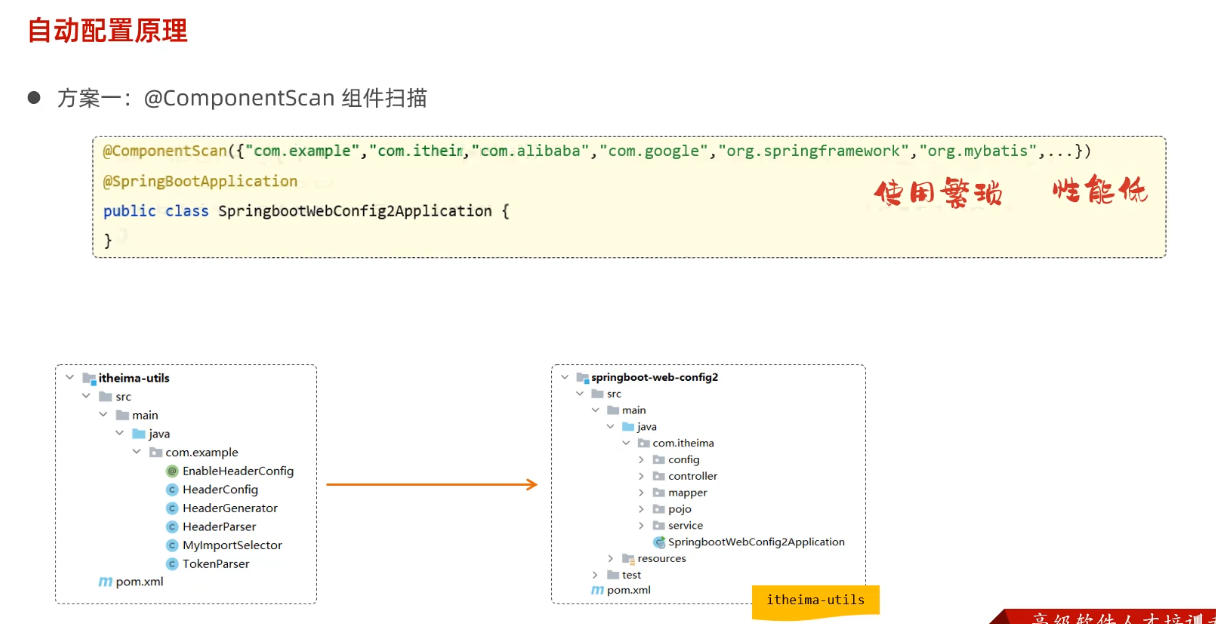 自动配置原理
方案一：@ComponentScan 组件扫描
@ComponentScan({"com.example","com.itheim,"com.alibaba","com.google","org.springframework","org.mybatis",...})
@SpringBootApplication
使用繁琐 性能低
public class SpringbootWebConfig2Application {
}
itheima-utils
src
main
java
com.example
EnableHeaderConfig
HeaderConfig
HeaderGenerator
HeaderParser
MyImportSelector
TokenParser
pom.xml
springboot-web-config2
src
main
java
com.itheima
config
controller
mapper
pojo
service
SpringbootWebConfig2Application
resources
test
pom.xml
itheima-utils
高级软件人才培训